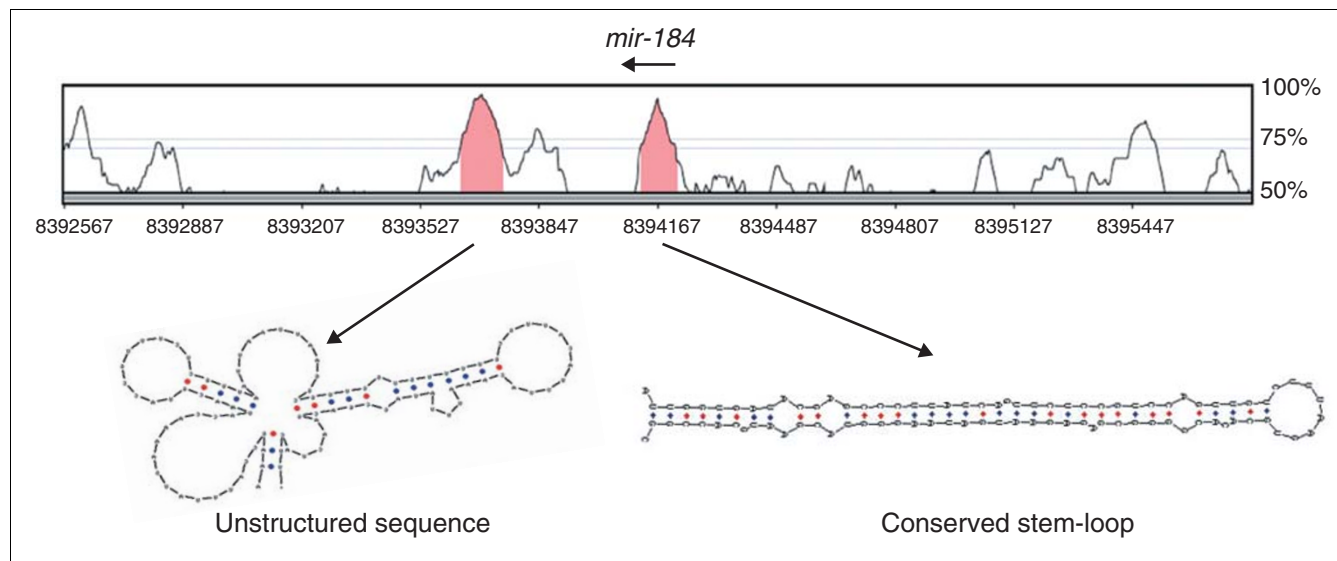 mir-184
100%
75%
50%
8392567 8392887 8393207 8393527 8393847 8394167 8394487 8394807 8395127 8395447
Unstructured sequence
Conserved stem-loop